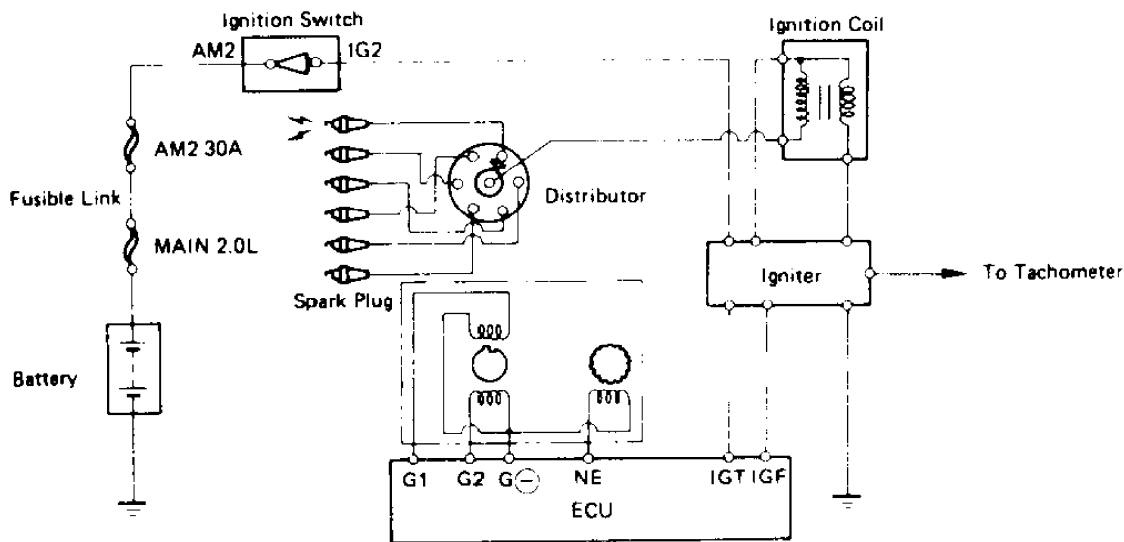 Ignition Switch
AM2
IG2
Ignition Coil
AM2 30A
Fusible Link
MAIN 2.0L
Distributor
Spark Plug
Igniter
To Tachometer
Battery
G1
G2
G⊖
NE
IGT
IGF
ECU